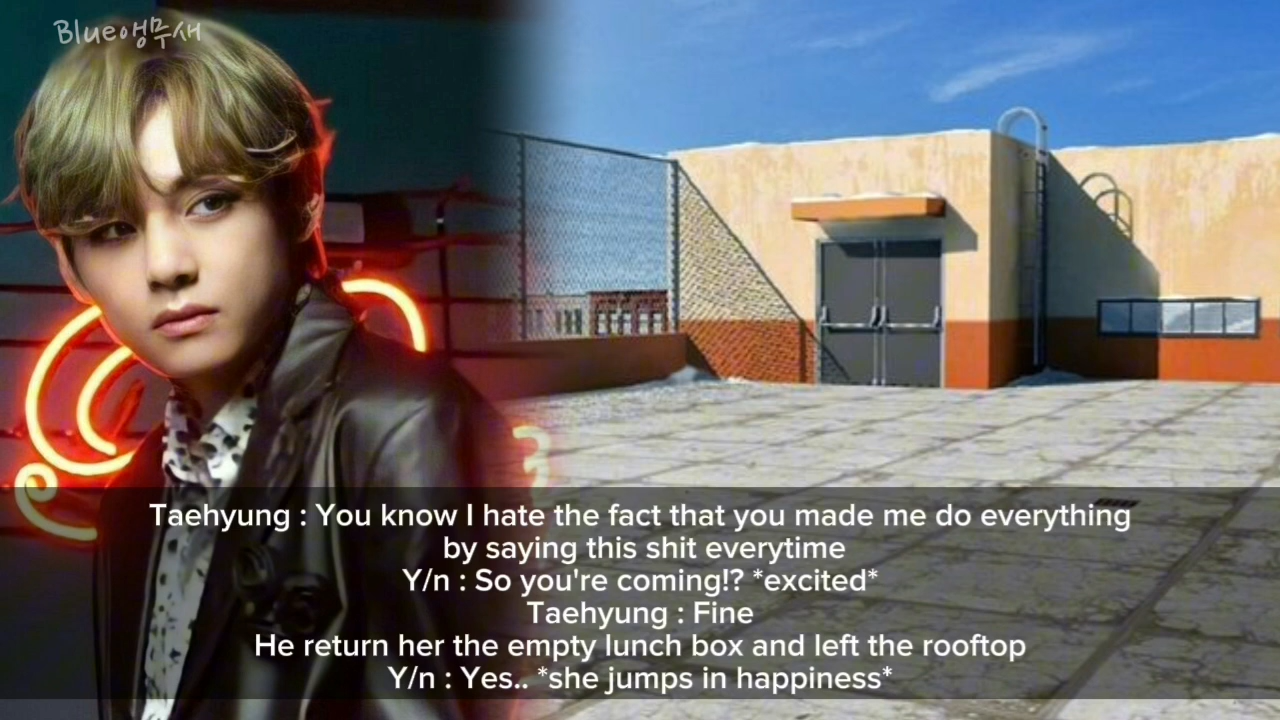 Blue앵무새
Taehyung : You know I hate the fact that you made me do everything
by saying this shit everytime
Y/n : So you're coming!? *excited*
Taehyung : Fine
He return her the empty lunch box and left the rooftop
Y/n : Yes.. *she jumps in happiness*